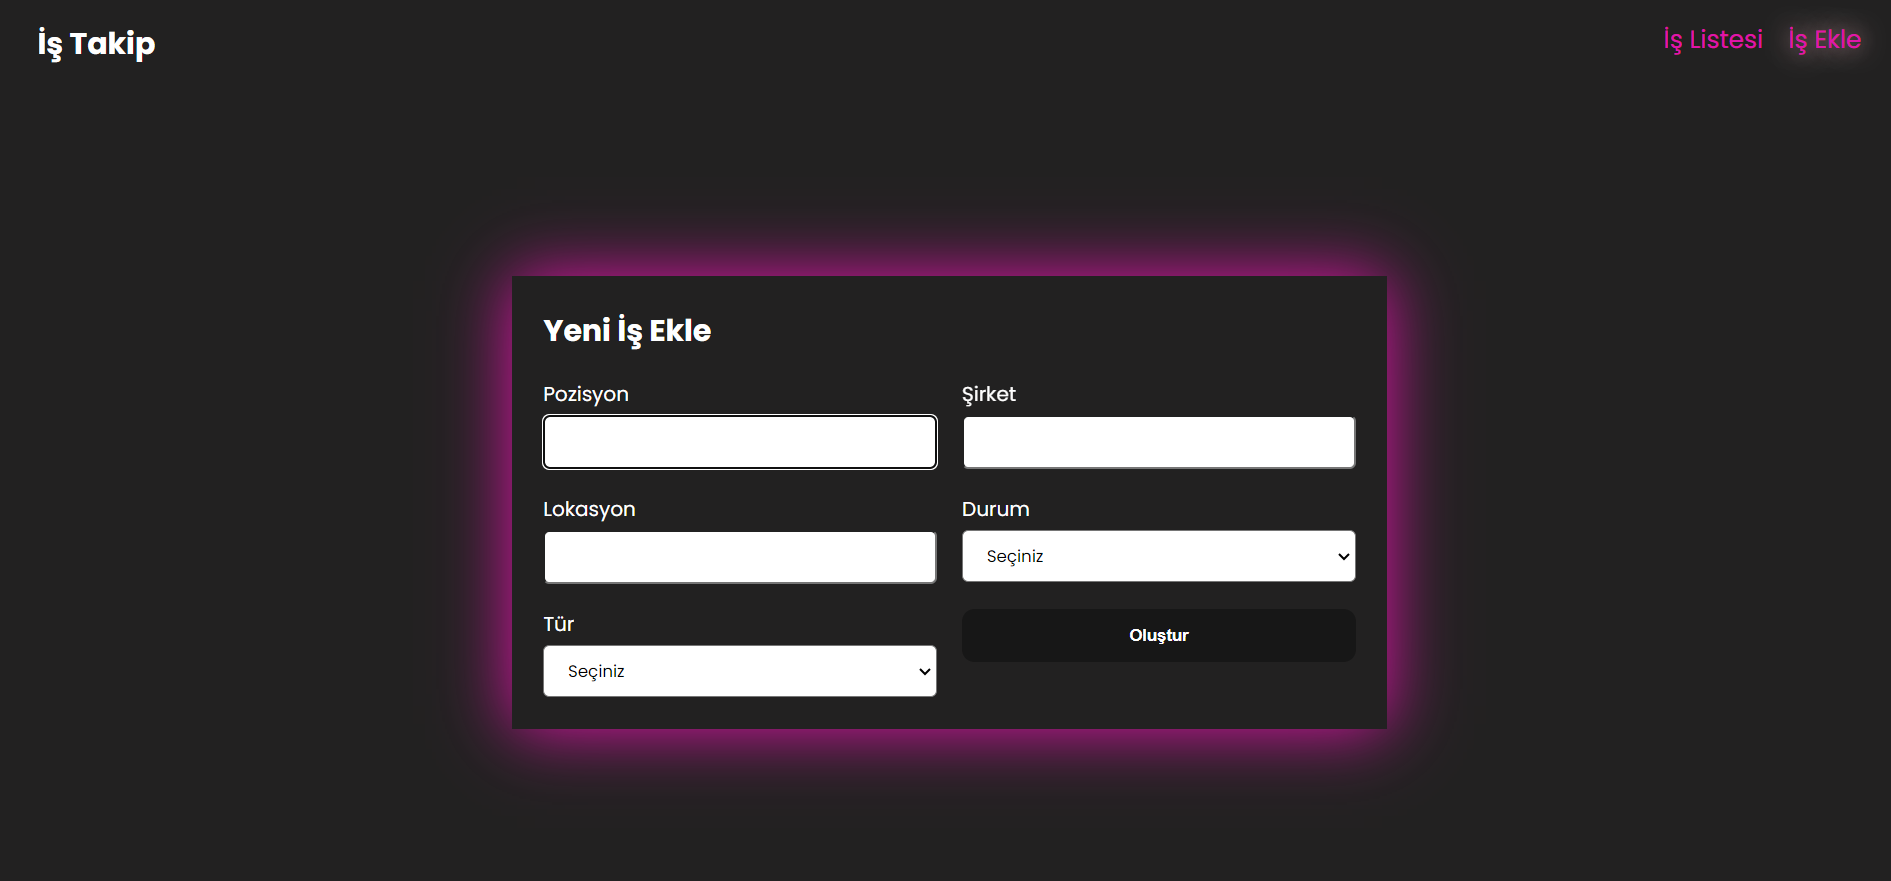 İş Takip
İş Listesi İş Ekle
Yeni İş Ekle
Pozisyon
Şirket
Lokasyon
Durum
Seçiniz
Tür
Seçiniz
Oluştur